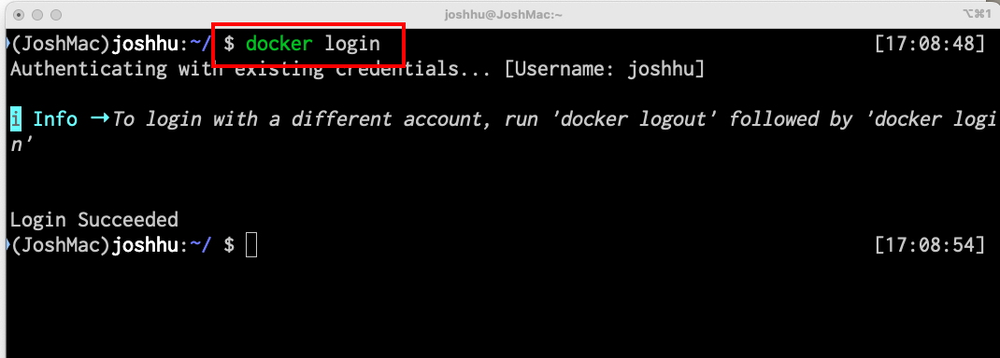 joshhu@JoshMac:~
⌥⌘1
(JoshMac)joshhu:~/ $ docker login [17:08:48]
Authenticating with existing credentials... [Username: joshhu]
i Info →To login with a different account, run 'docker logout' followed by 'docker logi
n'
Login Succeeded
(JoshMac)joshhu:~/ $ [17:08:54]